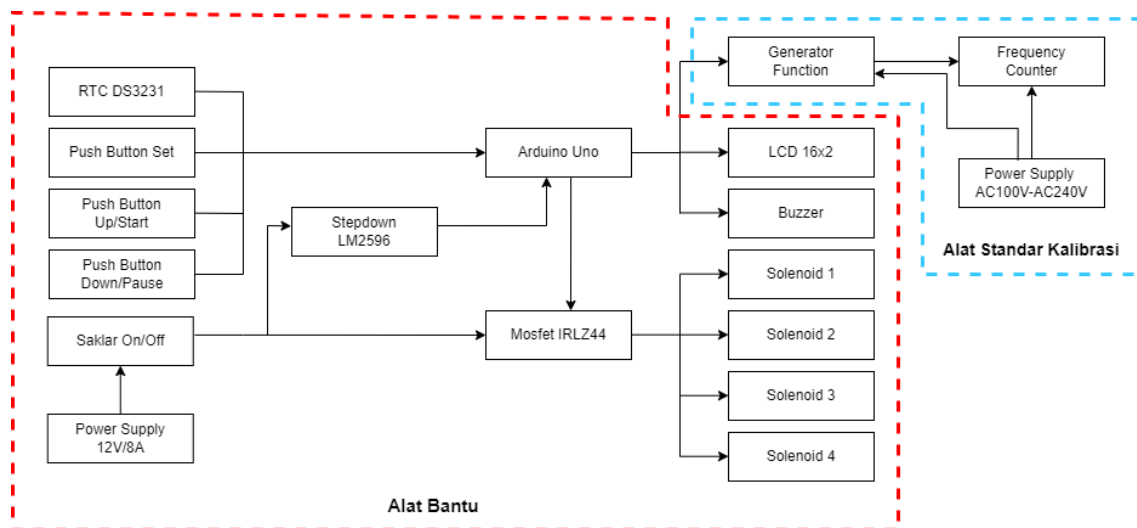 RTC DS3231
Push Button Set
Push Button
Up/Start
Push Button
Down/Pause
Saklar On/Off
Power Supply
12V/8A
Stepdown
LM2596
Arduino Uno
Mosfet IRLZ44
Generator
Function
Frequency
Counter
LCD 16x2
Buzzer
Power Supply
AC100V-AC240V
Alat Standar Kalibrasi
Solenoid 1
Solenoid 2
Solenoid 3
Solenoid 4
Alat Bantu